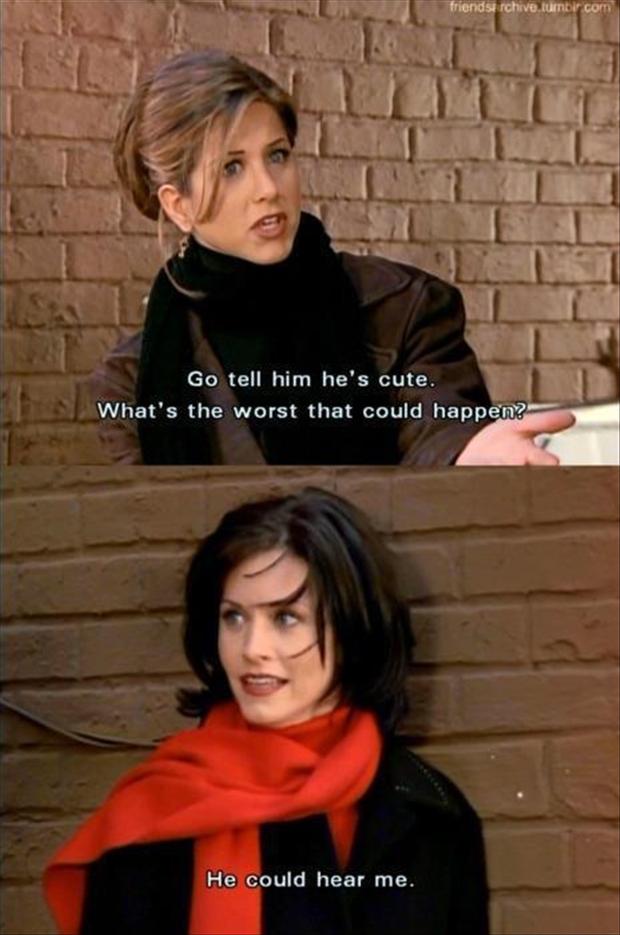 friendsarchive.tumblr.com
Go tell him he's cute.
What's the worst that could happen?
He could hear me.